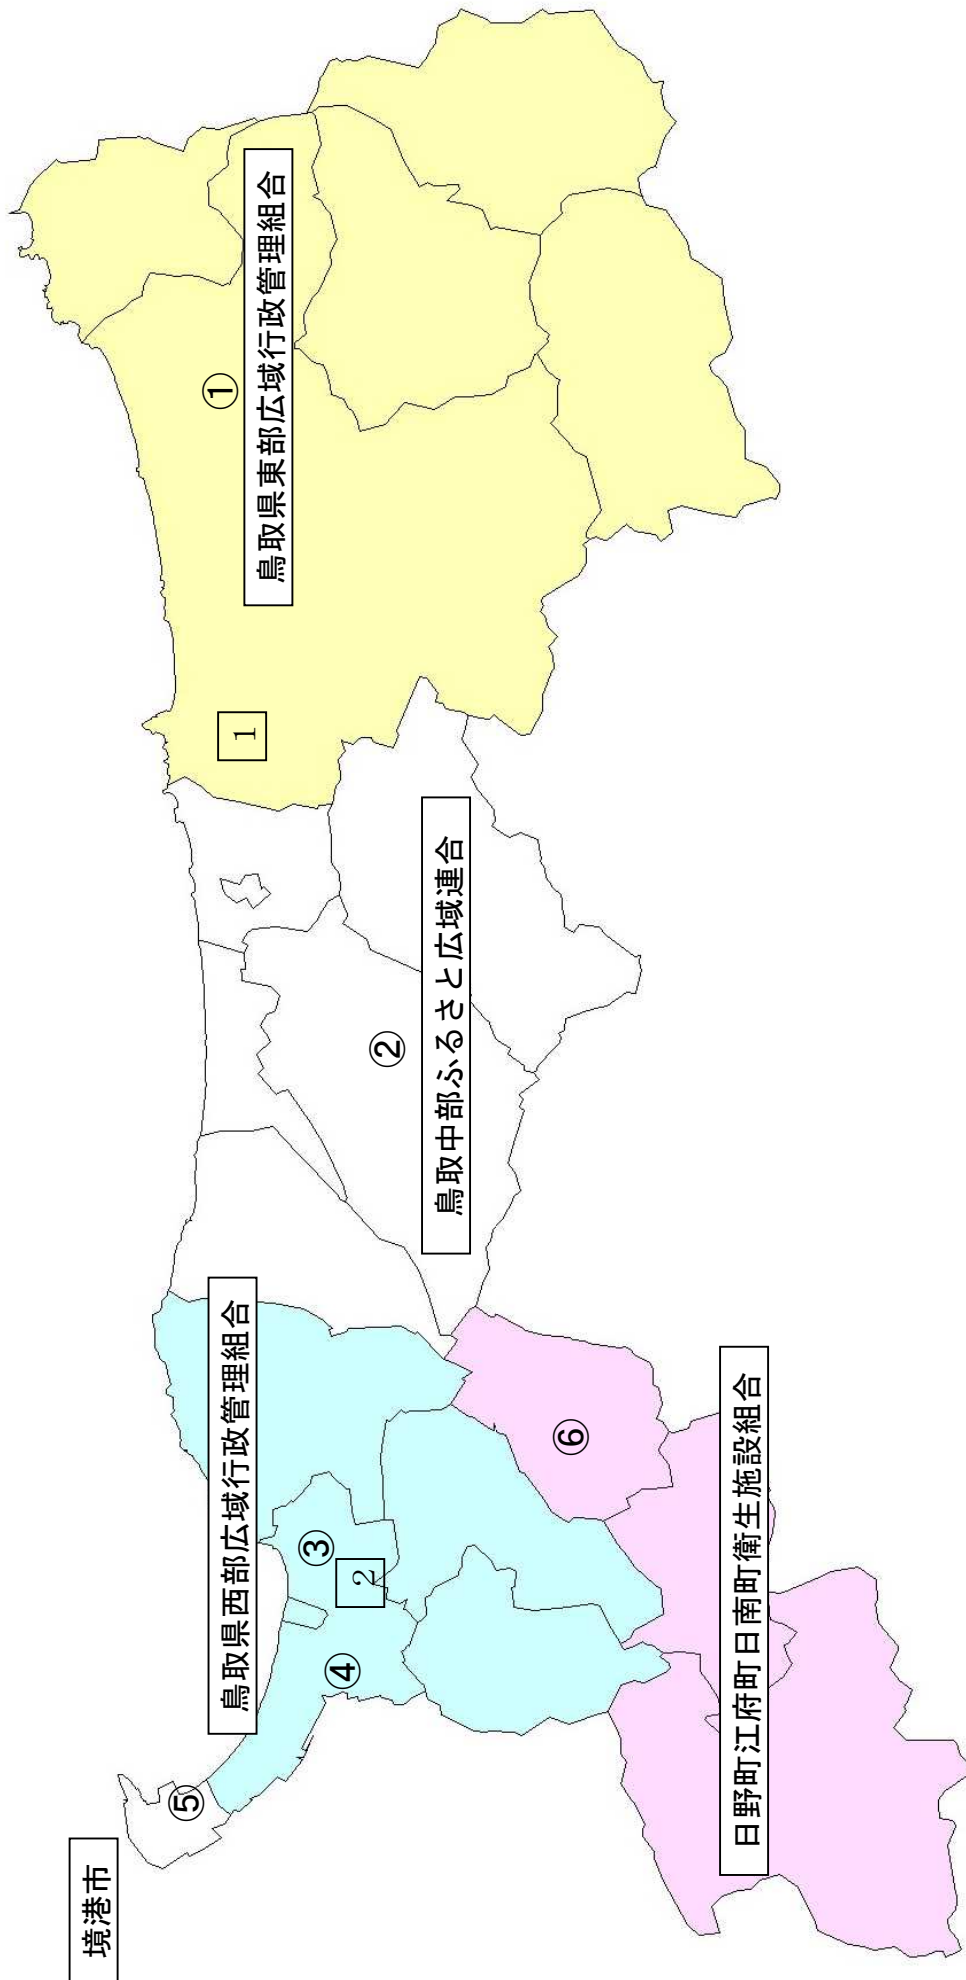 境港市
⑤
鳥取県西部広域行政管理組合
④
③
2
⑥
日野町江府町日南町衛生施設組合
②
鳥取中部ふるさと広域連合
1
①
鳥取県東部広域行政管理組合